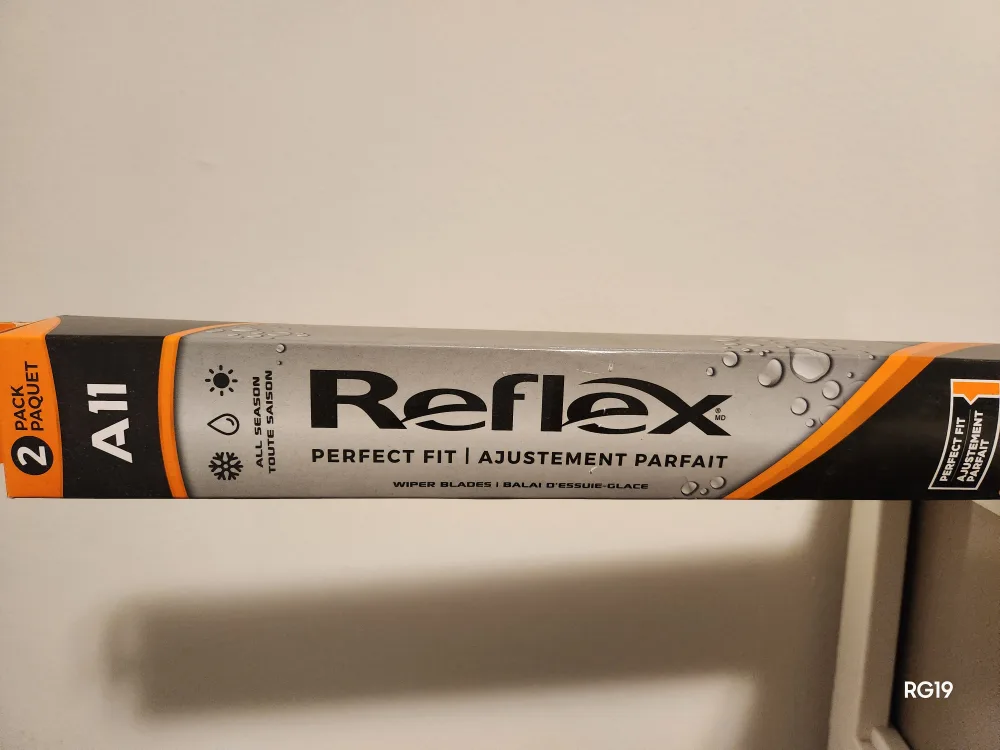 2 PACK
PAQUET
A11
ALL SEASON
TOUTE SAISON
Reflex ®
MD
PERFECT FIT | AJUSTEMENT PARFAIT
WIPER BLADES | BALAI D'ESSUIE-GLACE
PERFECT FIT
AJUSTEMENT
PARFAIT
RG19